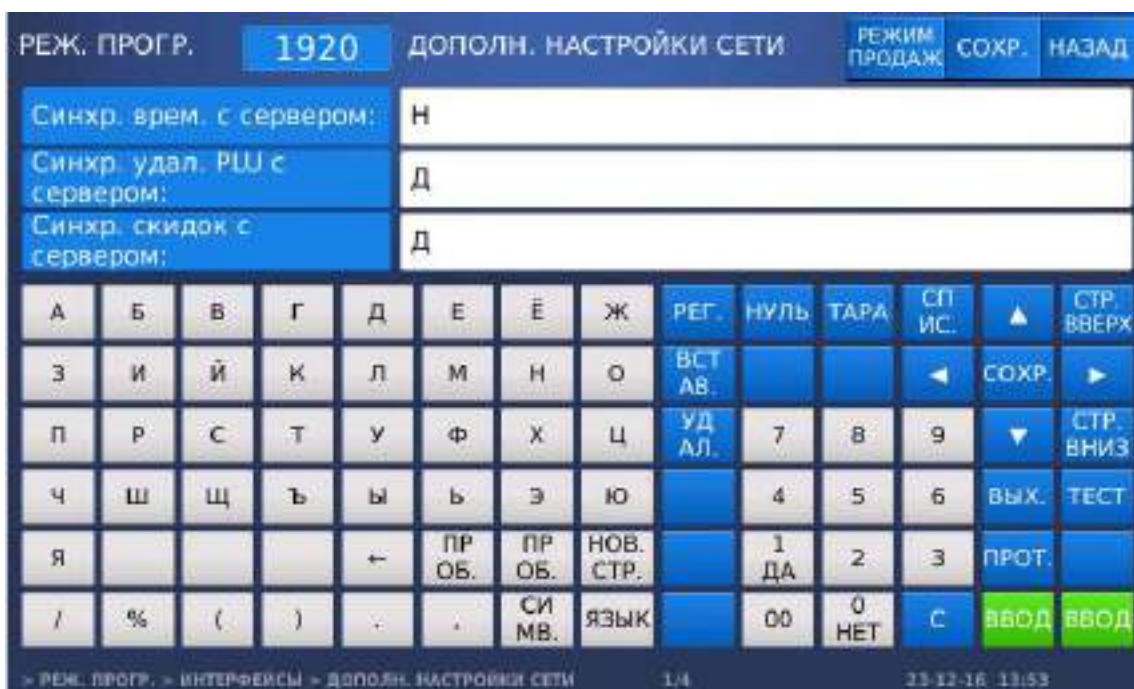 РЕЖ. ПРОГР. 1920 ДОПОЛН. НАСТРОЙКИ СЕТИ РЕЖИМ ПРОДАЖ СОХР. НАЗАД
Синхр. врем. с сервером: Н
Синхр. удал. PLU с сервером: Д
Синхр. скидок с сервером: Д
А Б В Г Д Е Ё Ж РЕГ. НУЛЬ ТАРА СП ИС. ▲ СТР. ВВЕРХ
З И Й К Л М Н О ВСТ АВ. ◄ СОХР. ►
П Р С Т У Ф Х Ц УД АЛ. 7 8 9 ▼ СТР. ВНИЗ
Ч Ш Щ Ъ Ы Ь Э Ю 4 5 6 ВЫХ. ТЕСТ
Я ← ПР ОБ. ПР ОБ. НОВ. СТР. 1 ДА 2 3 ПРОТ.
/ % ( ) . , СИ МВ. ЯЗЫК 00 0 НЕТ С ВВОД ВВОД
> РЕЖ. ПРОГР. > ИНТЕРФЕЙСЫ > ДОПОЛН. НАСТРОЙКИ СЕТИ 1/4 23-12-16 13:53